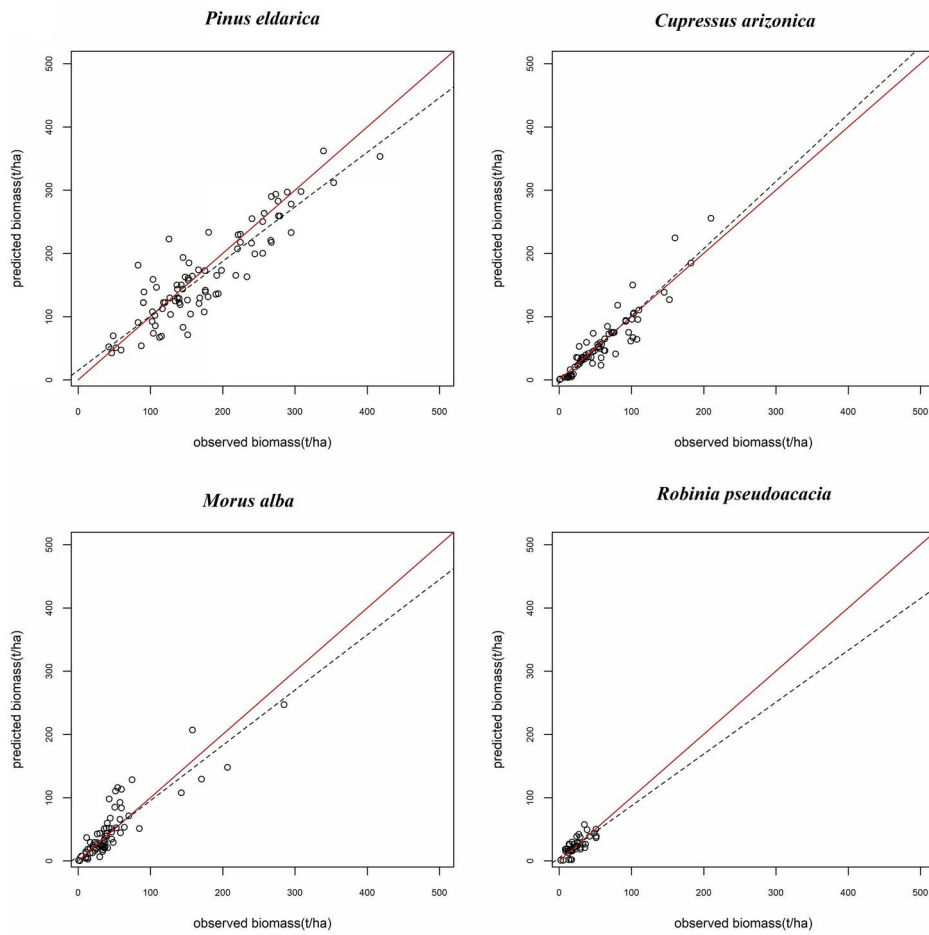 Pinus eldarica
Cupressus arizonica
predicted biomass(t/ha)
500
400
300
200
100
0
0 100 200 300 400 500
observed biomass(t/ha)
predicted biomass(t/ha)
500
400
300
200
100
0
0 100 200 300 400 500
observed biomass(t/ha)
Morus alba
Robinia pseudoacacia
predicted biomass(t/ha)
500
400
300
200
100
0
0 100 200 300 400 500
observed biomass(t/ha)
predicted biomass(t/ha)
500
400
300
200
100
0
0 100 200 300 400 500
observed biomass(t/ha)